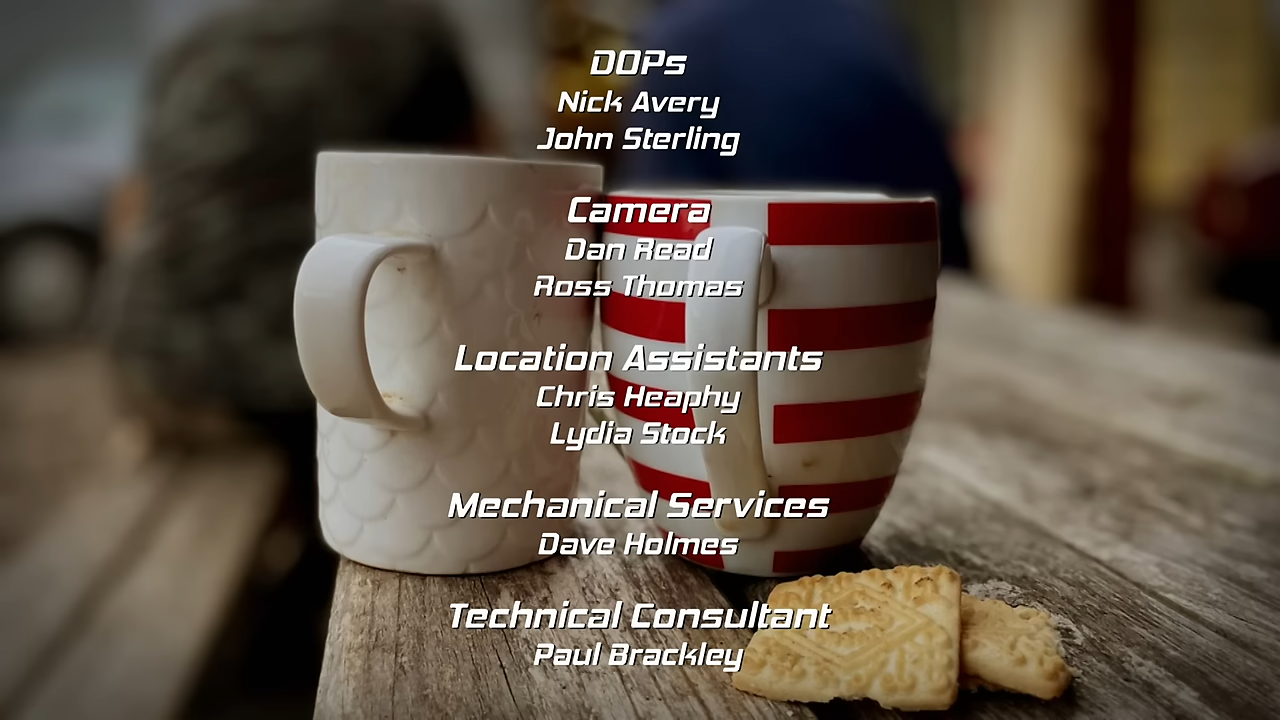 DOPs
Nick Avery
John Sterling
Camera
Dan Read
Ross Thomas
Location Assistants
Chris Heaphy
Lydia Stock
Mechanical Services
Dave Holmes
Technical Consultant
Paul Brackley